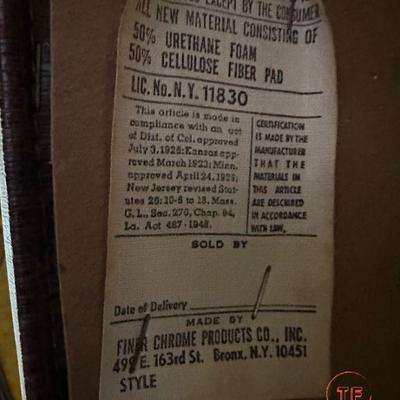 EXCEPT BY THE CONSUMER
ALL NEW MATERIAL CONSISTING OF
50% URETHANE FOAM
50% CELLULOSE FIBER PAD
LIC. No. N.Y. 11830
This article is made in
compliance with an act
of Dist. of Col. approved
July 3, 1926; Kansas app-
roved March 1923; Minn.
approved April 24, 1929;
New Jersey revised Stat-
utes 26:10-6 to 18. Mass.
G.L., Sec. 270, Chap. 94,
La. Act 467-1948.
CERTIFICATION
IS MADE BY THE
MANUFACTURER
THAT THE
MATERIALS IN
THIS ARTICLE
ARE DESCRIBED
IN ACCORDANCE
WITH LAW.
SOLD BY
Date of Delivery
MADE BY
FINER CHROME PRODUCTS CO., INC.
499 E. 163rd St. Bronx, N.Y. 10451
STYLE
TF